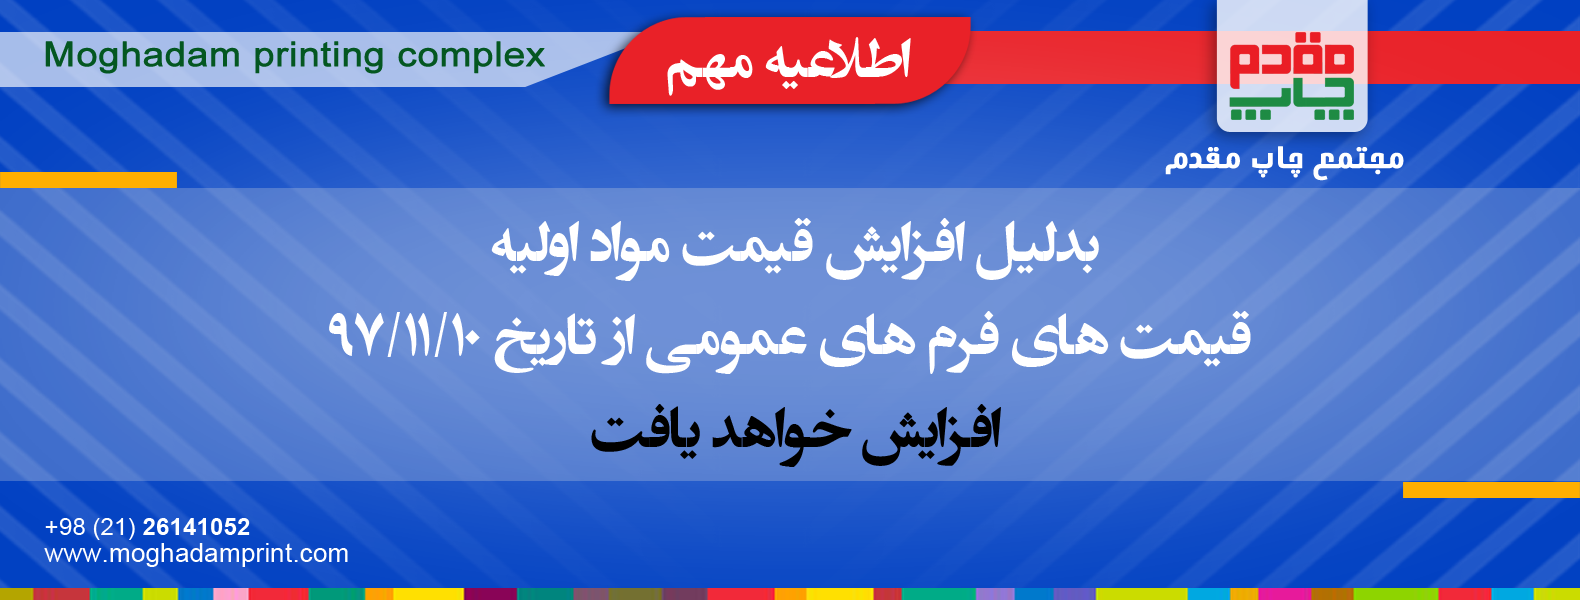 Moghadam printing complex
اطلاعیه مهم
مقدم
چاپ
مجتمع چاپ مقدم
بدلیل افزایش قیمت مواد اولیه
قیمت های فرم های عمومی از تاریخ ۹۷/۱۱/۱۰
افزایش خواهد یافت
+98 (21) 26141052
www.moghadamprint.com